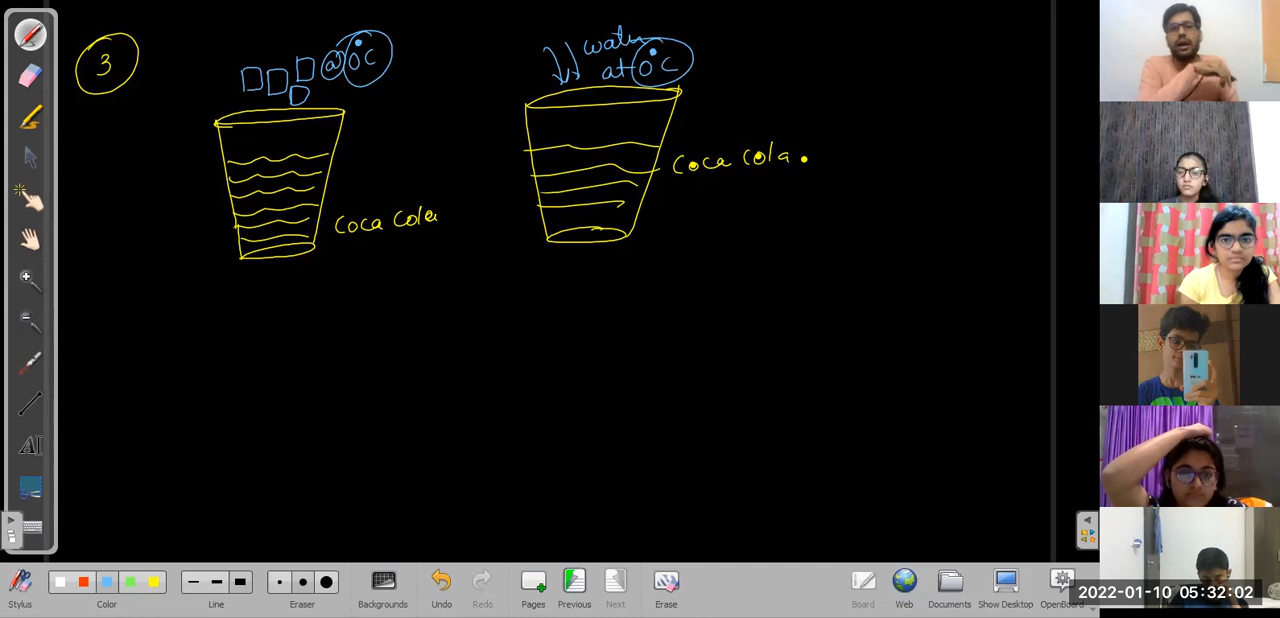 3
@ 0°C
water
at 0°C
Coca Cola
Coca Cola
Stylus Color Line Eraser Backgrounds Undo Redo Pages Previous Next Erase Board Web Documents Show Desktop OpenBoard
2022-01-10 05:32:02